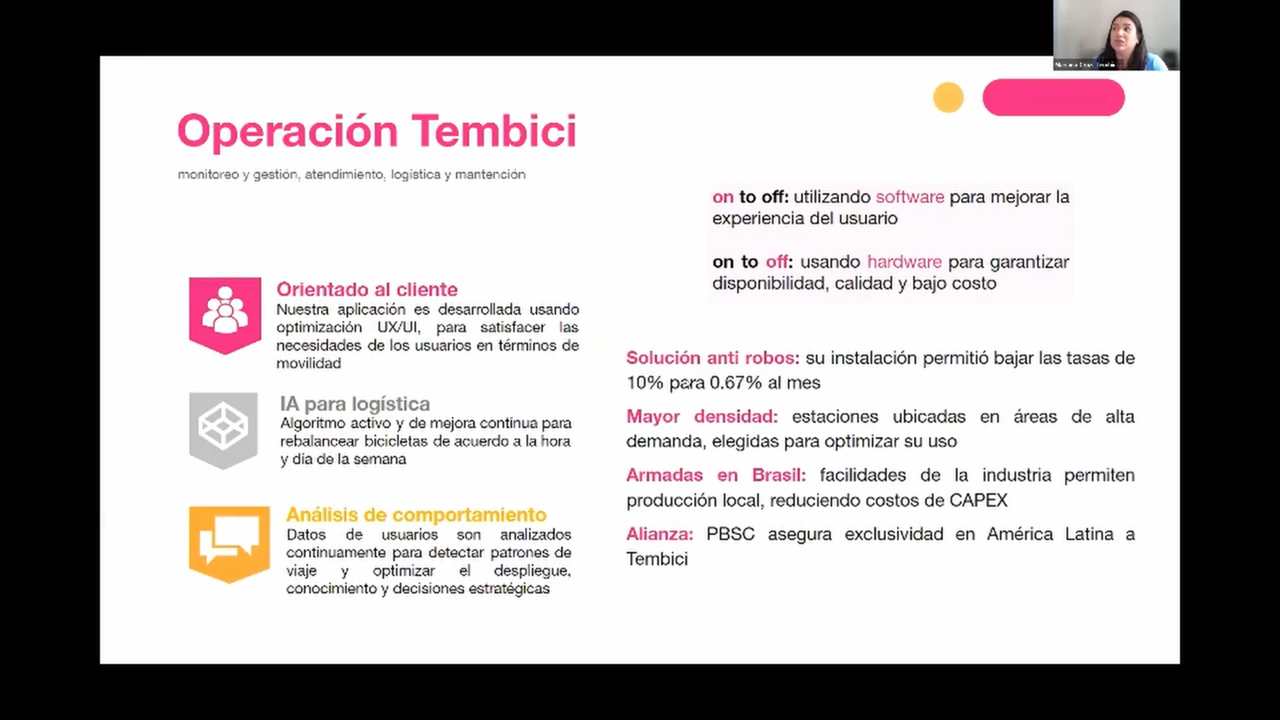 Operación Tembici
monitoreo y gestión, atendimiento, logística y mantención
on to off: utilizando software para mejorar la
experiencia del usuario
on to off: usando hardware para garantizar
disponibilidad, calidad y bajo costo
Orientado al cliente
Nuestra aplicación es desarrollada usando
optimización UX/UI, para satisfacer las
necesidades de los usuarios en términos de
movilidad
IA para logística
Algoritmo activo y de mejora contínua para
rebalancear bicicletas de acuerdo a la hora
y día de la semana
Análisis de comportamiento
Datos de usuarios son analizados
continuamente para detectar patrones de
viaje y optimizar el despliegue,
conocimiento y decisiones estratégicas
Solución anti robos: su instalación permitió bajar las tasas de
10% para 0.67% al mes
Mayor densidad: estaciones ubicadas en áreas de alta
demanda, elegidas para optimizar su uso
Armadas en Brasil: facilidades de la industria permiten
producción local, reduciendo costos de CAPEX
Alianza: PBSC asegura exclusividad en América Latina a
Tembici